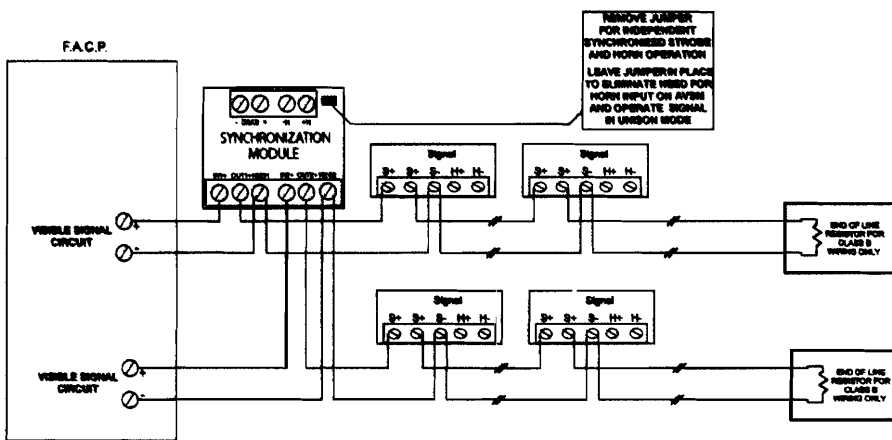 F.A.C.P.
REMOVE JUMPER
FOR INDEPENDENT
SYNCHRONIZED STROBE
AND HORN OPERATION
LEAVE JUMPER IN PLACE
TO ELIMINATE NEED FOR
HORN INPUT ON AVSM
AND OPERATE SIGNAL
IN UNISON MODE
SYNCHRONIZATION
MODULE
Signal
S+ S+ S- H+ H-
Signal
S+ S+ S- H+ H-
VISIBLE SIGNAL
CIRCUIT
+
-
END OF LINE
RESISTOR FOR
CLASS B
WIRING ONLY
Signal
S+ S+ S- H+ H-
Signal
S+ S+ S- H+ H-
VISIBLE SIGNAL
CIRCUIT
+
-
END OF LINE
RESISTOR FOR
CLASS B
WIRING ONLY